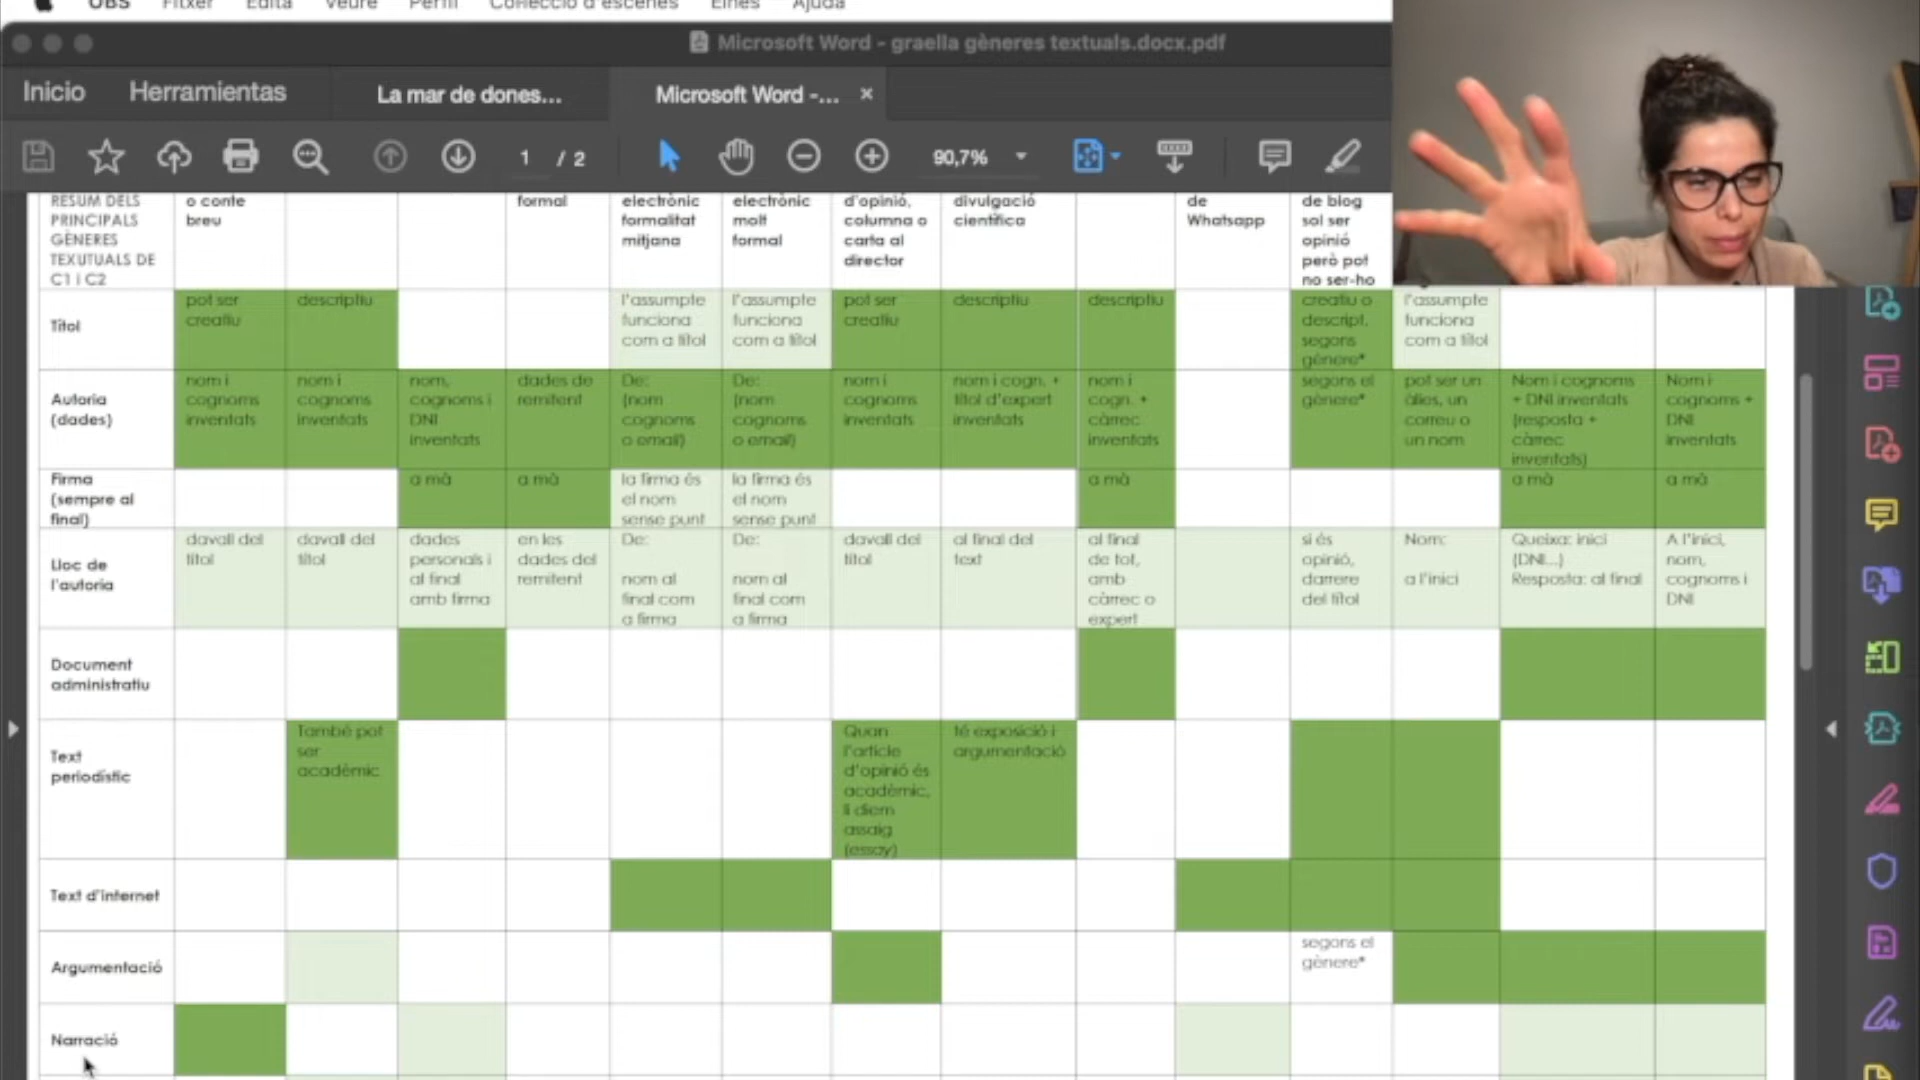 OBS Fitxer Edita Veure Perfil Col·lecció d'escenes Eines Ajuda
Microsoft Word - graella gèneres textuals.docx.pdf
Inicio Herramientas La mar de dones... Microsoft Word -... ×
1 / 2 90,7%
RESUM DELS
PRINCIPALS
GÈNERES
TEXUTUALS DE
C1 i C2
o conte
breu
formal
electrònic
formalitat
mitjana
electrònic
molt
formal
d'opinió,
columna o
carta al
director
divulgació
científica
de
Whatsapp
de blog
sol ser
opinió
però pot
no ser-ho
Títol
pot ser
creatiu
descriptiu
l'assumpte
funciona
com a títol
l'assumpte
funciona
com a títol
pot ser
creatiu
descriptiu
descriptiu
creatiu o
descript.
segons
gènere*
l'assumpte
funciona
com a títol
Autoria
(dades)
nom i
cognoms
inventats
nom i
cognoms
inventats
nom,
cognoms i
DNI
inventats
dades de
remitent
De:
(nom
cognoms
o email)
De:
(nom
cognoms
o email)
nom i
cognoms
inventats
nom i cogn. +
títol d'expert
inventats
nom i
cogn. +
càrrec
inventats
segons el
gènere*
pot ser un
àlies, un
correu o
un nom
Nom i cognoms
+ DNI inventats
(resposta +
càrrec
inventats)
Nom i
cognoms +
DNI
inventats
Firma
(sempre al
final)
a mà
a mà
la firma és
el nom
sense punt
la firma és
el nom
sense punt
a mà
a mà
a mà
Lloc de
l'autoria
davall del
títol
davall del
títol
dades
personals i
al final
amb firma
en les
dades del
remitent
De:
nom al
final com
a firma
De:
nom al
final com
a firma
davall del
títol
al final del
text
al final
de tot,
amb
càrrec o
expert
si és
opinió,
darrere
del títol
Nom:
a l'inici
Queixa: inici
(DNI...)
Resposta: al final
A l'inici,
nom,
cognoms i
DNI
Document
administratiu
Text
periodístic
També pot
ser
acadèmic
Quan
l'article
d'opinió és
acadèmic,
li diem
assaig
(essay)
té exposició i
argumentació
Text d'internet
Argumentació
segons el
gènere*
Narració